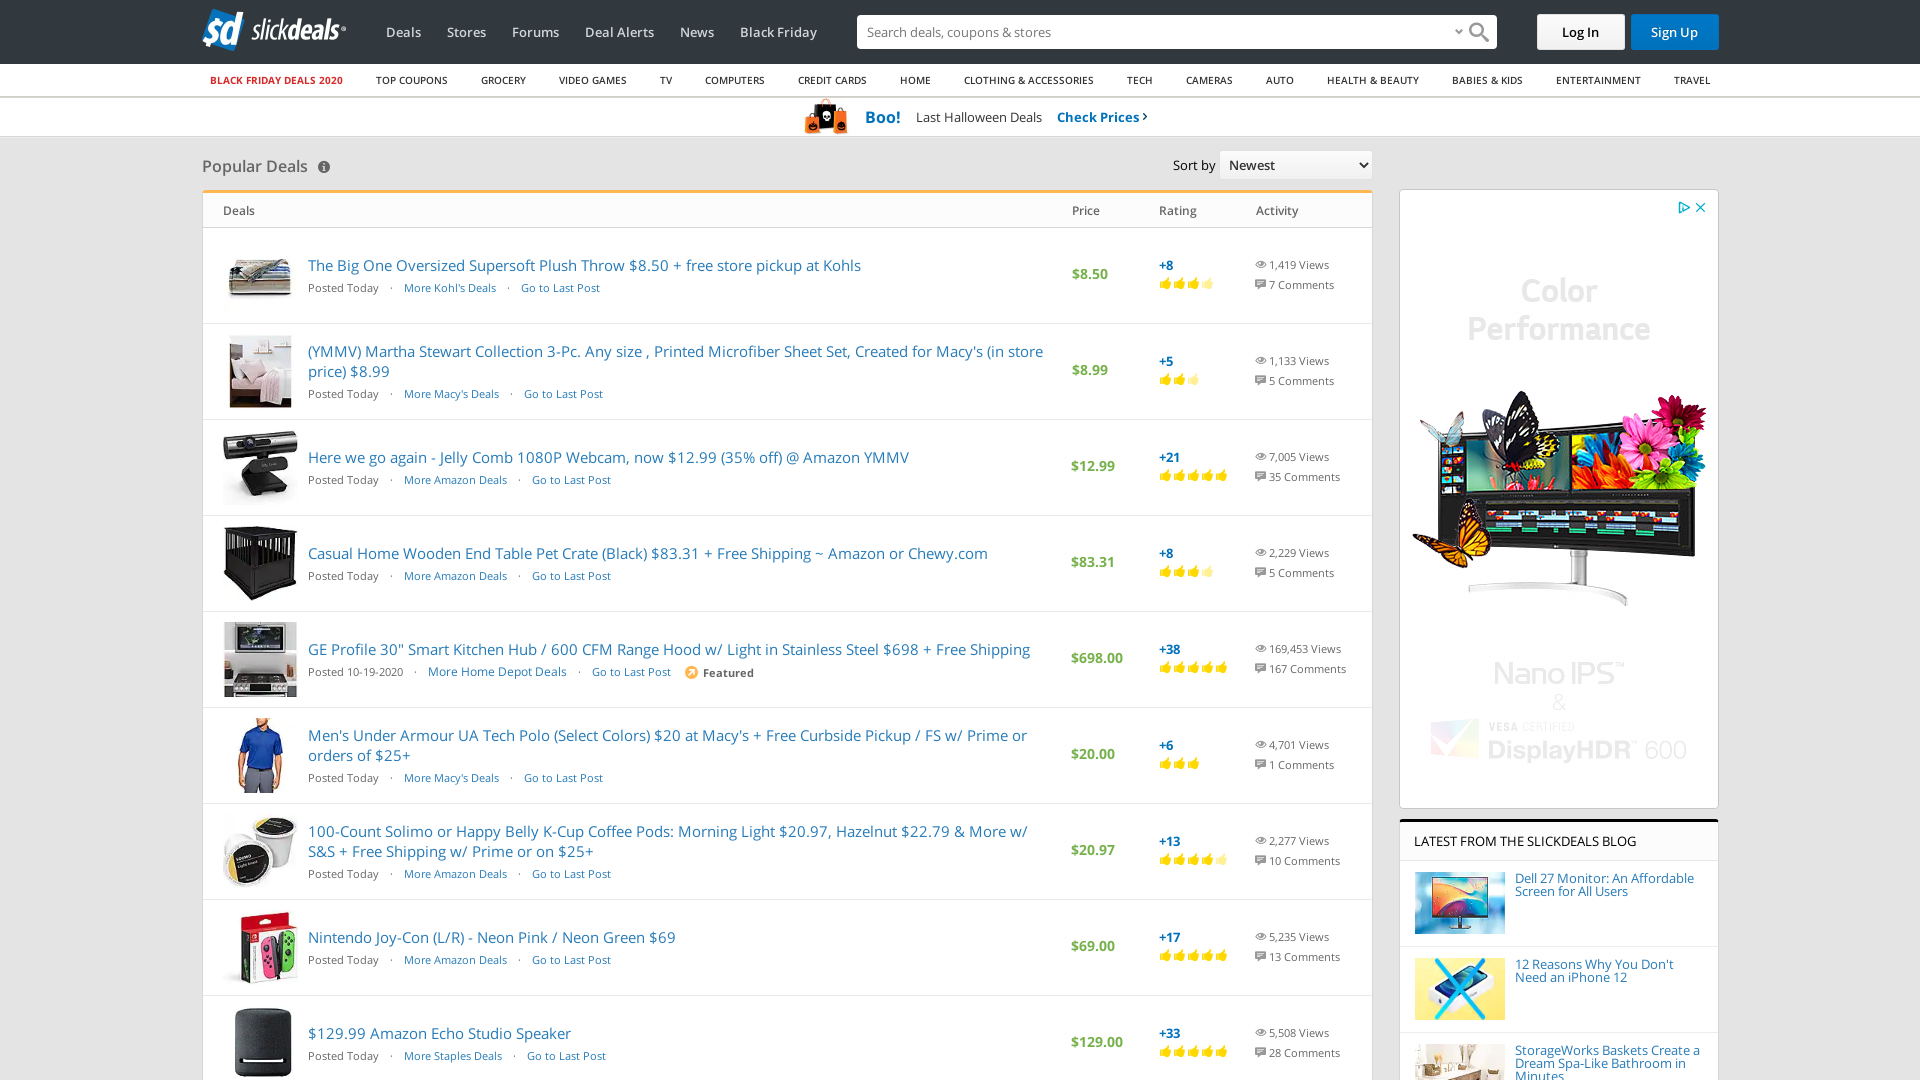 slickdeals
Deals
Stores
Forums
Deal Alerts
News
Black Friday
Search deals, coupons & stores
Log In
Sign Up
BLACK FRIDAY DEALS 2020
TOP COUPONS
GROCERY
VIDEO GAMES
TV
COMPUTERS
CREDIT CARDS
HOME
CLOTHING & ACCESSORIES
TECH
CAMERAS
AUTO
HEALTH & BEAUTY
BABIES & KIDS
ENTERTAINMENT
TRAVEL
Boo! Last Halloween Deals Check Prices
Popular Deals
Sort by Newest
Deals
Price
Rating
Activity
The Big One Oversized Supersoft Plush Throw $8.50 + free store pickup at Kohls
Posted Today · More Kohl's Deals · Go to Last Post
$8.50
+8
1,419 Views
7 Comments
(YMMV) Martha Stewart Collection 3-Pc. Any size , Printed Microfiber Sheet Set, Created for Macy's (in store
price) $8.99
Posted Today · More Macy's Deals · Go to Last Post
$8.99
+5
1,133 Views
5 Comments
Here we go again - Jelly Comb 1080P Webcam, now $12.99 (35% off) @ Amazon YMMV
Posted Today · More Amazon Deals · Go to Last Post
$12.99
+21
7,005 Views
35 Comments
Casual Home Wooden End Table Pet Crate (Black) $83.31 + Free Shipping ~ Amazon or Chewy.com
Posted Today · More Amazon Deals · Go to Last Post
$83.31
+8
2,229 Views
5 Comments
GE Profile 30" Smart Kitchen Hub / 600 CFM Range Hood w/ Light in Stainless Steel $698 + Free Shipping
Posted 10-19-2020 · More Home Depot Deals · Go to Last Post Featured
$698.00
+38
169,453 Views
167 Comments
Men's Under Armour UA Tech Polo (Select Colors) $20 at Macy's + Free Curbside Pickup / FS w/ Prime or
orders of $25+
Posted Today · More Macy's Deals · Go to Last Post
$20.00
+6
4,701 Views
1 Comments
100-Count Solimo or Happy Belly K-Cup Coffee Pods: Morning Light $20.97, Hazelnut $22.79 & More w/
S&S + Free Shipping w/ Prime or on $25+
Posted Today · More Amazon Deals · Go to Last Post
$20.97
+13
2,277 Views
10 Comments
Nintendo Joy-Con (L/R) - Neon Pink / Neon Green $69
Posted Today · More Amazon Deals · Go to Last Post
$69.00
+17
5,235 Views
13 Comments
$129.99 Amazon Echo Studio Speaker
Posted Today · More Staples Deals · Go to Last Post
$129.00
+33
5,508 Views
28 Comments
Color
Performance
Nano IPS™
&
VESA CERTIFIED
DisplayHDR™ 600
LATEST FROM THE SLICKDEALS BLOG
Dell 27 Monitor: An Affordable
Screen for All Users
12 Reasons Why You Don't
Need an iPhone 12
StorageWorks Baskets Create a
Dream Spa-Like Bathroom in
Minutes